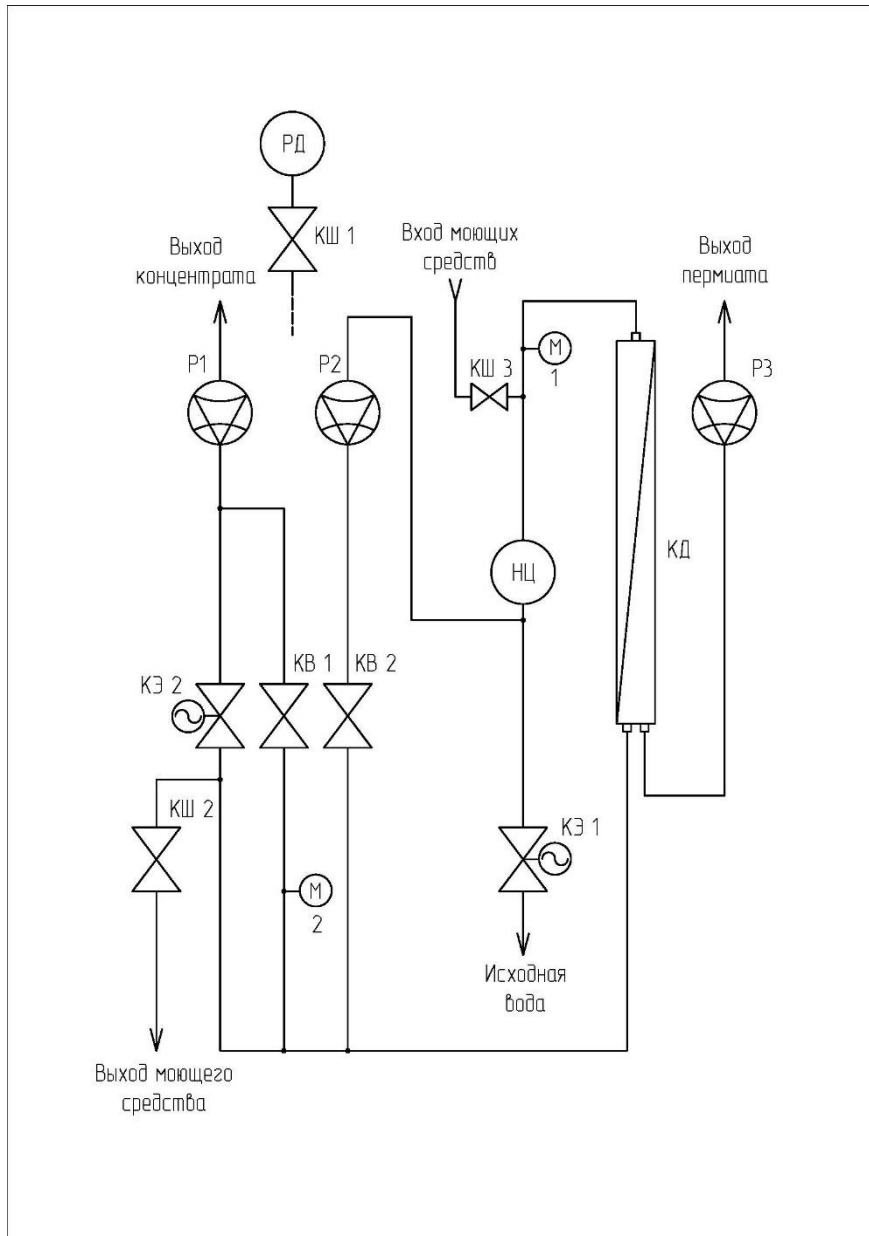 РД
КШ 1
Выход
концентрата
Вход моющих
средств
Выход
пермиата
Р1
Р2
КШ 3
М
1
Р3
НЦ
КД
КЭ 2
КВ 1
КВ 2
КШ 2
КЭ 1
М
2
Исходная
вода
Выход моющего
средства